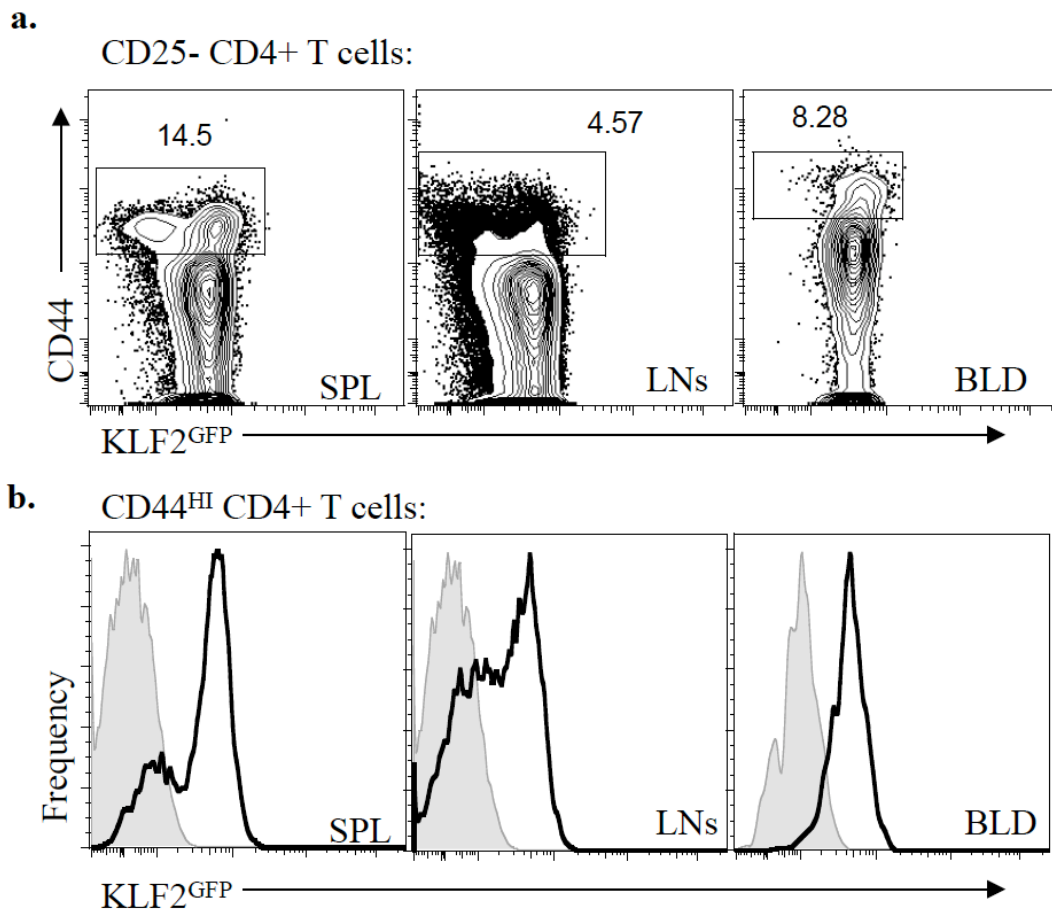 a.
CD25- CD4+ T cells:
14.5
4.57
8.28
CD44
SPL
LNs
BLD
KLF2GFP
b.
CD44HI CD4+ T cells:
Frequency
SPL
LNs
BLD
KLF2GFP